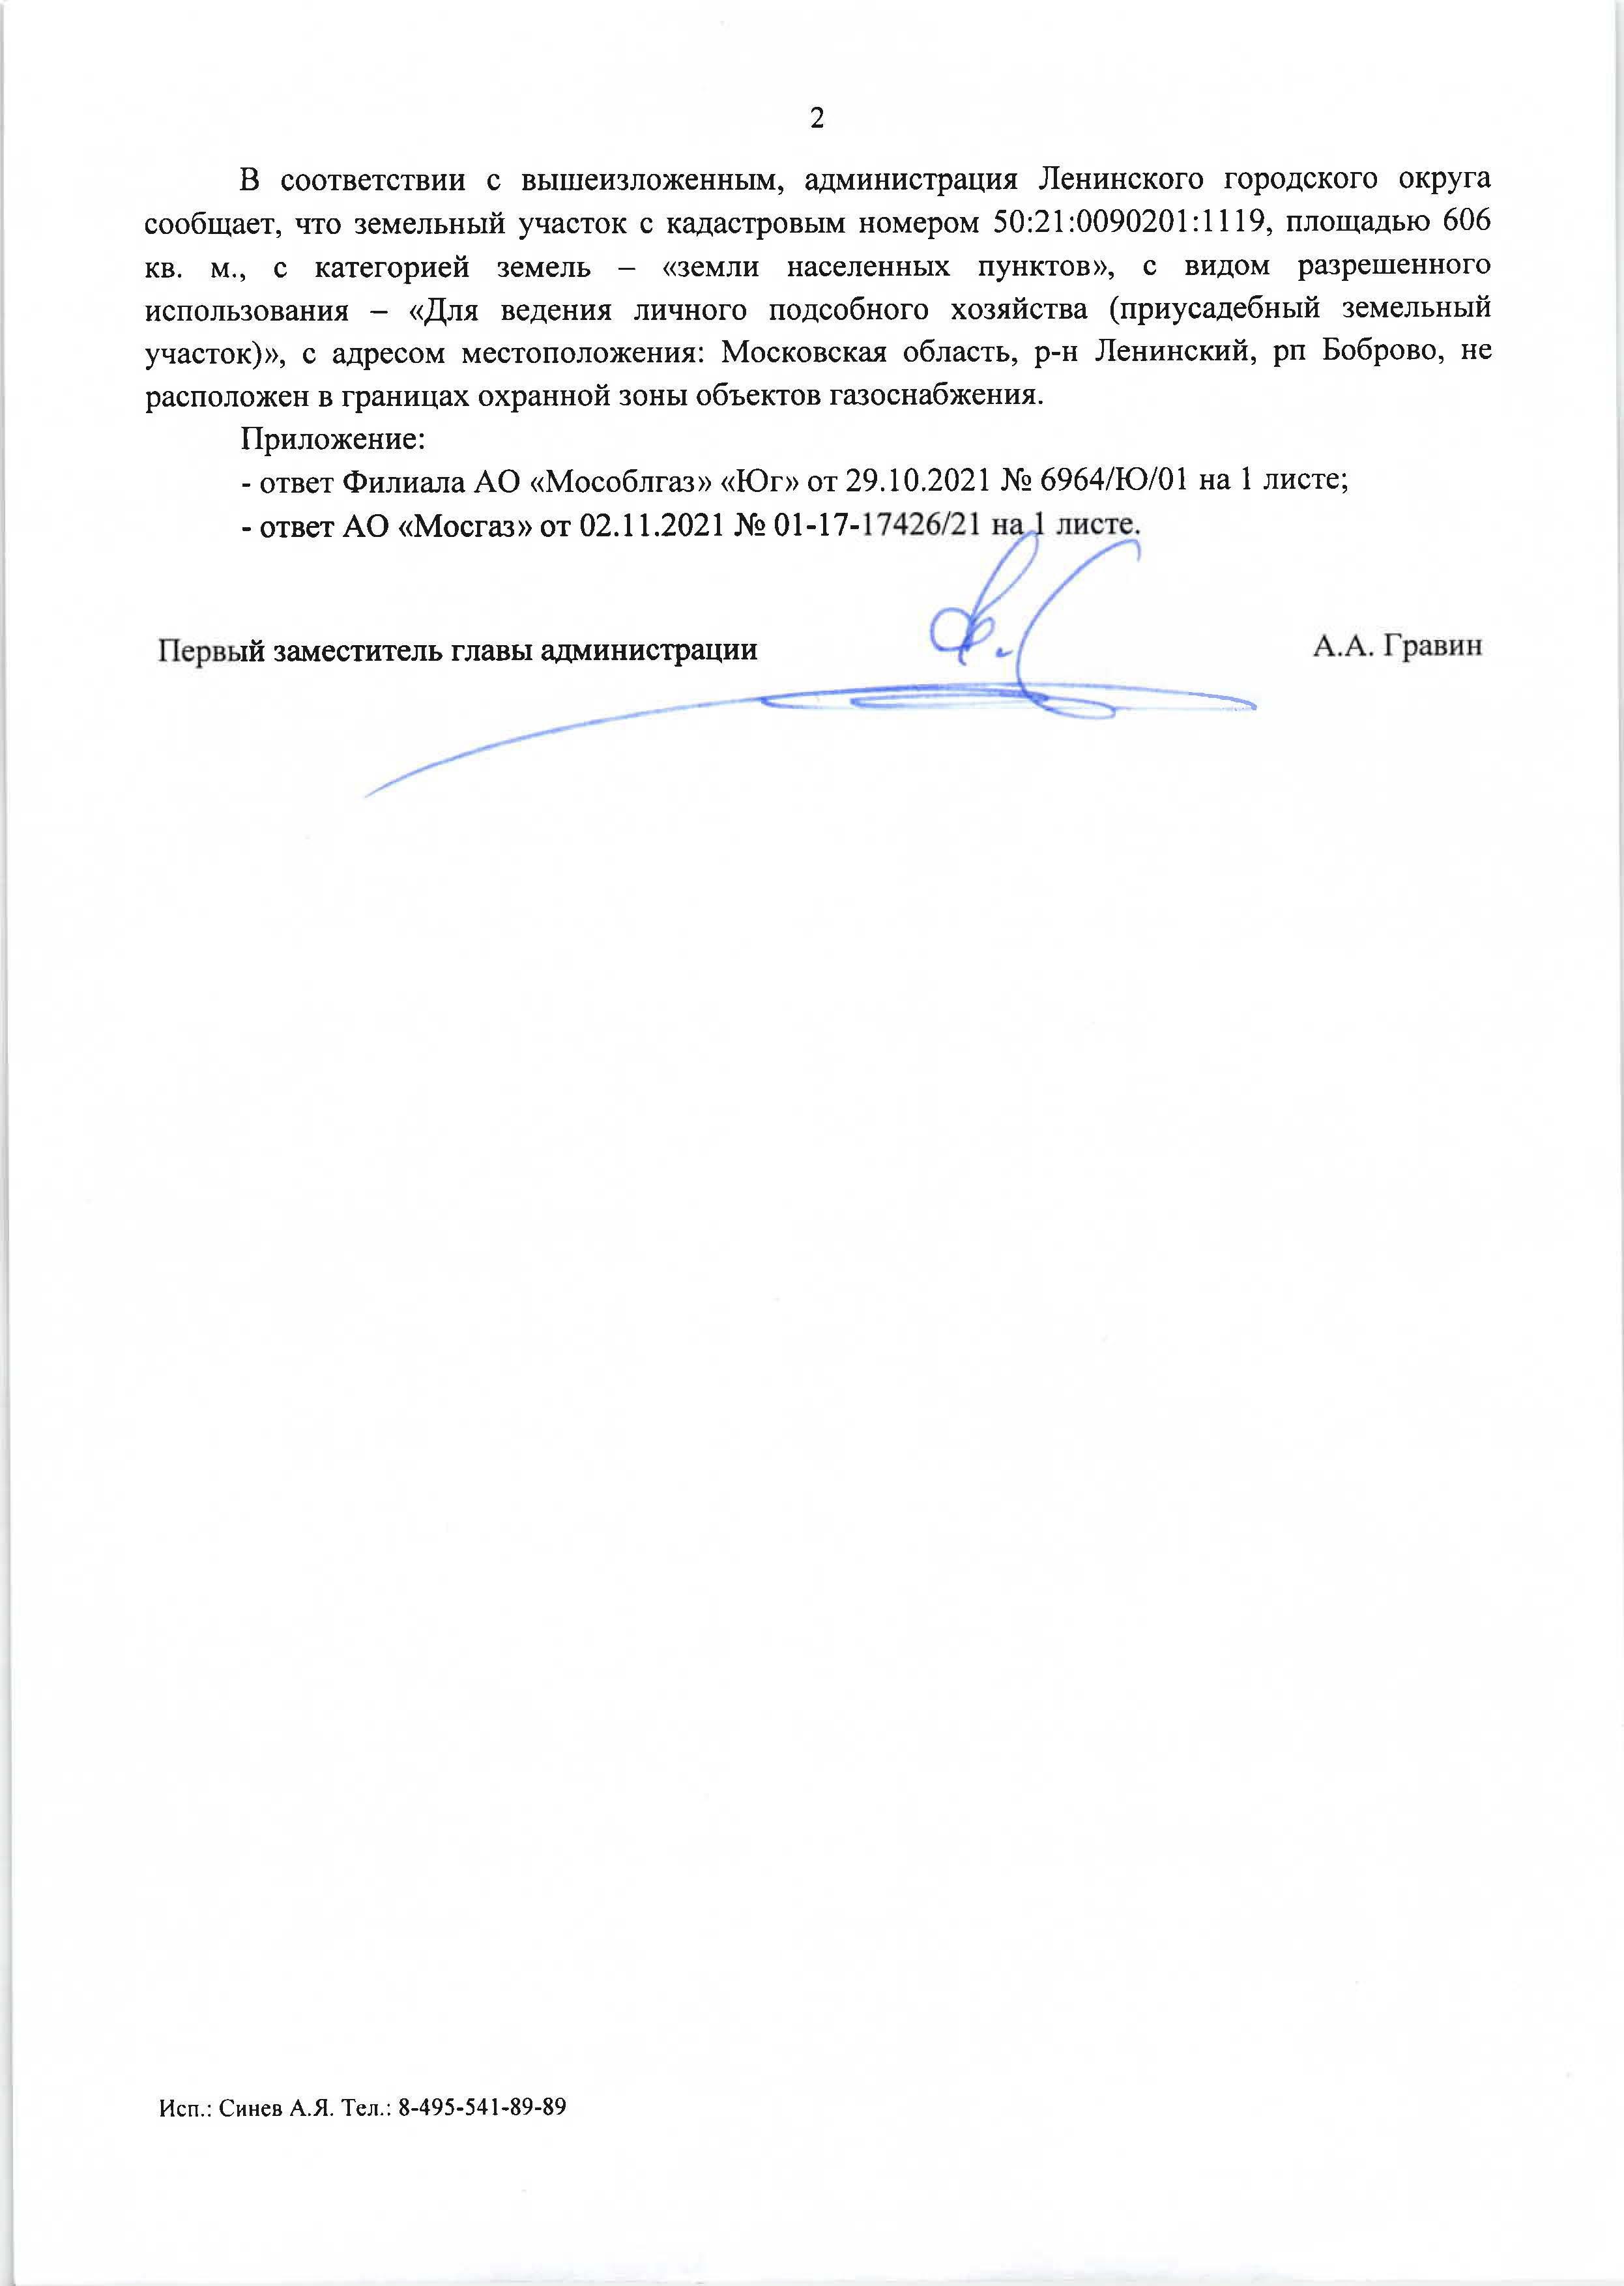 2
В соответствии с вышеизложенным, администрация Ленинского городского округа
сообщает, что земельный участок с кадастровым номером 50:21:0090201:1119, площадью 606
кв. м., с категорией земель – «земли населенных пунктов», с видом разрешенного
использования – «Для ведения личного подсобного хозяйства (приусадебный земельный
участок)», с адресом местоположения: Московская область, р-н Ленинский, рп Боброво, не
расположен в границах охранной зоны объектов газоснабжения.
Приложение:
- ответ Филиала АО «Мособлгаз» «Юг» от 29.10.2021 № 6964/Ю/01 на 1 листе;
- ответ АО «Мосгаз» от 02.11.2021 № 01-17-17426/21 на 1 листе.
Первый заместитель главы администрации А.А. Гравин
Исп.: Синев А.Я. Тел.: 8-495-541-89-89